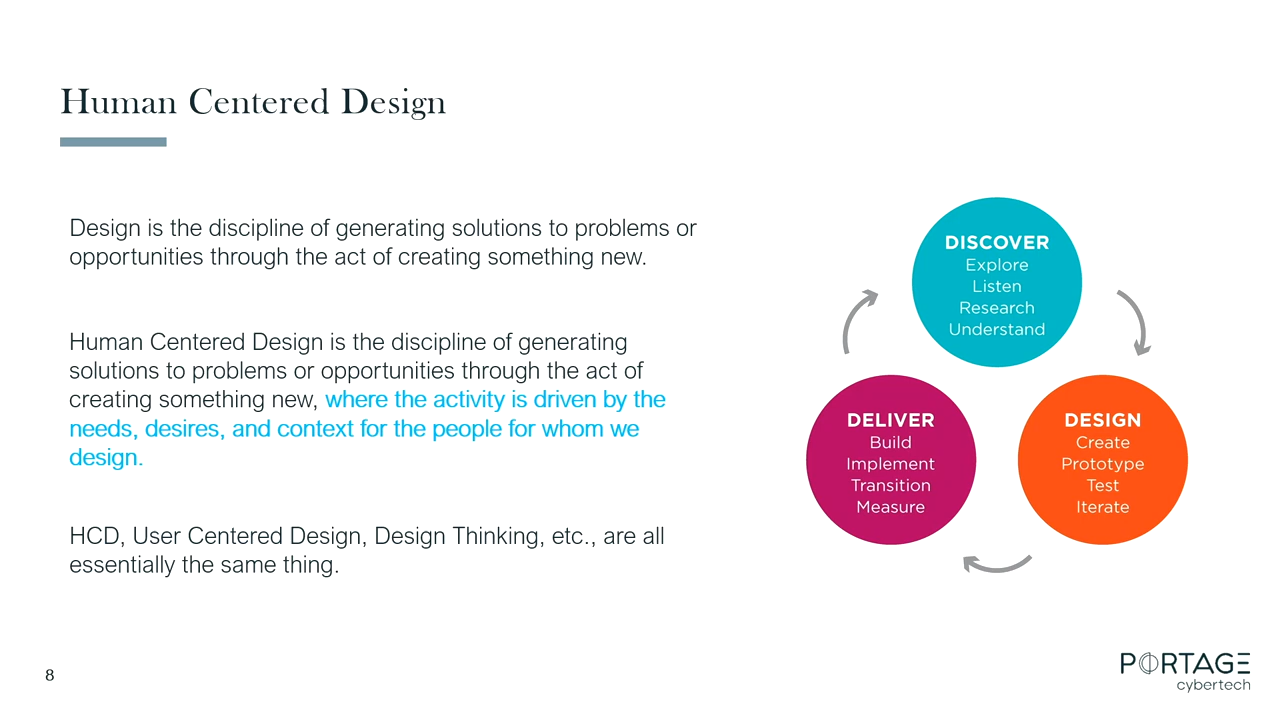 Human Centered Design
Design is the discipline of generating solutions to problems or
opportunities through the act of creating something new.
Human Centered Design is the discipline of generating
solutions to problems or opportunities through the act of
creating something new, where the activity is driven by the
needs, desires, and context for the people for whom we
design.
HCD, User Centered Design, Design Thinking, etc., are all
essentially the same thing.
DISCOVER
Explore
Listen
Research
Understand
DESIGN
Create
Prototype
Test
Iterate
DELIVER
Build
Implement
Transition
Measure
8
PORTAGE
cybertech